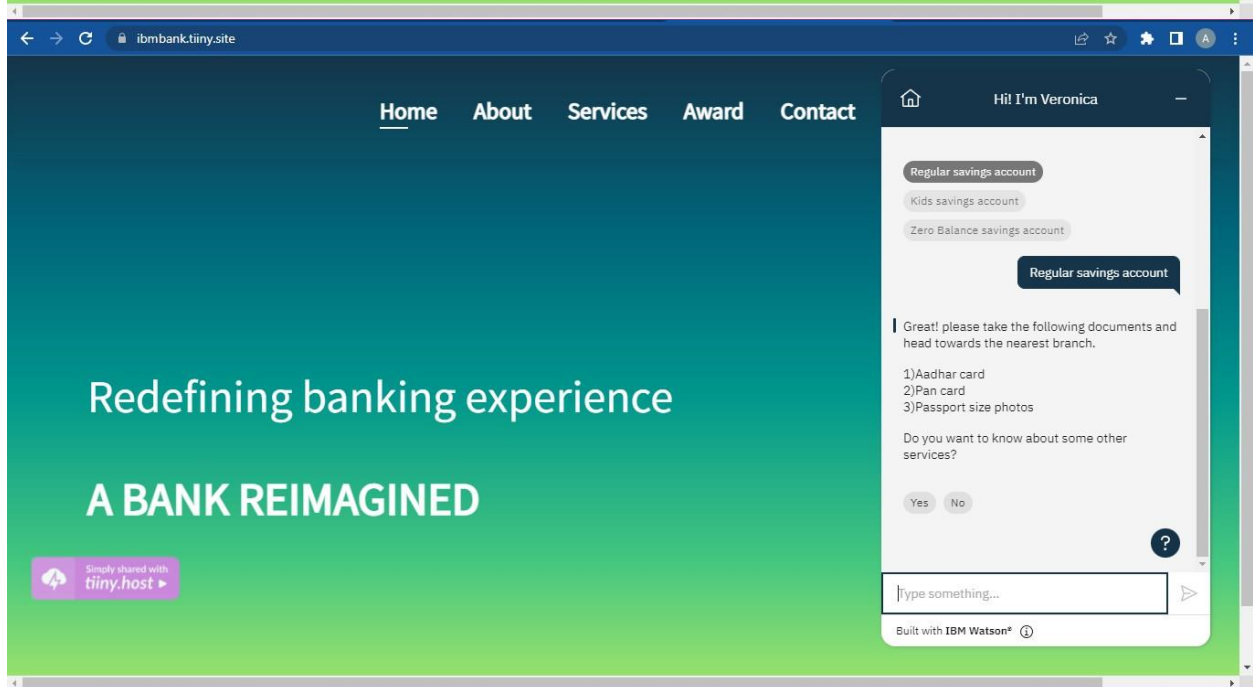 ibmbank.tiiny.site
A
Home About Services Award Contact
Redefining banking experience
A BANK REIMAGINED
Simply shared with
tiiny.host ▸
Hi! I'm Veronica
Regular savings account
Kids savings account
Zero Balance savings account
Regular savings account
Great! please take the following documents and
head towards the nearest branch.
1)Aadhar card
2)Pan card
3)Passport size photos
Do you want to know about some other
services?
Yes No
?
Type something...
Built with IBM Watson®